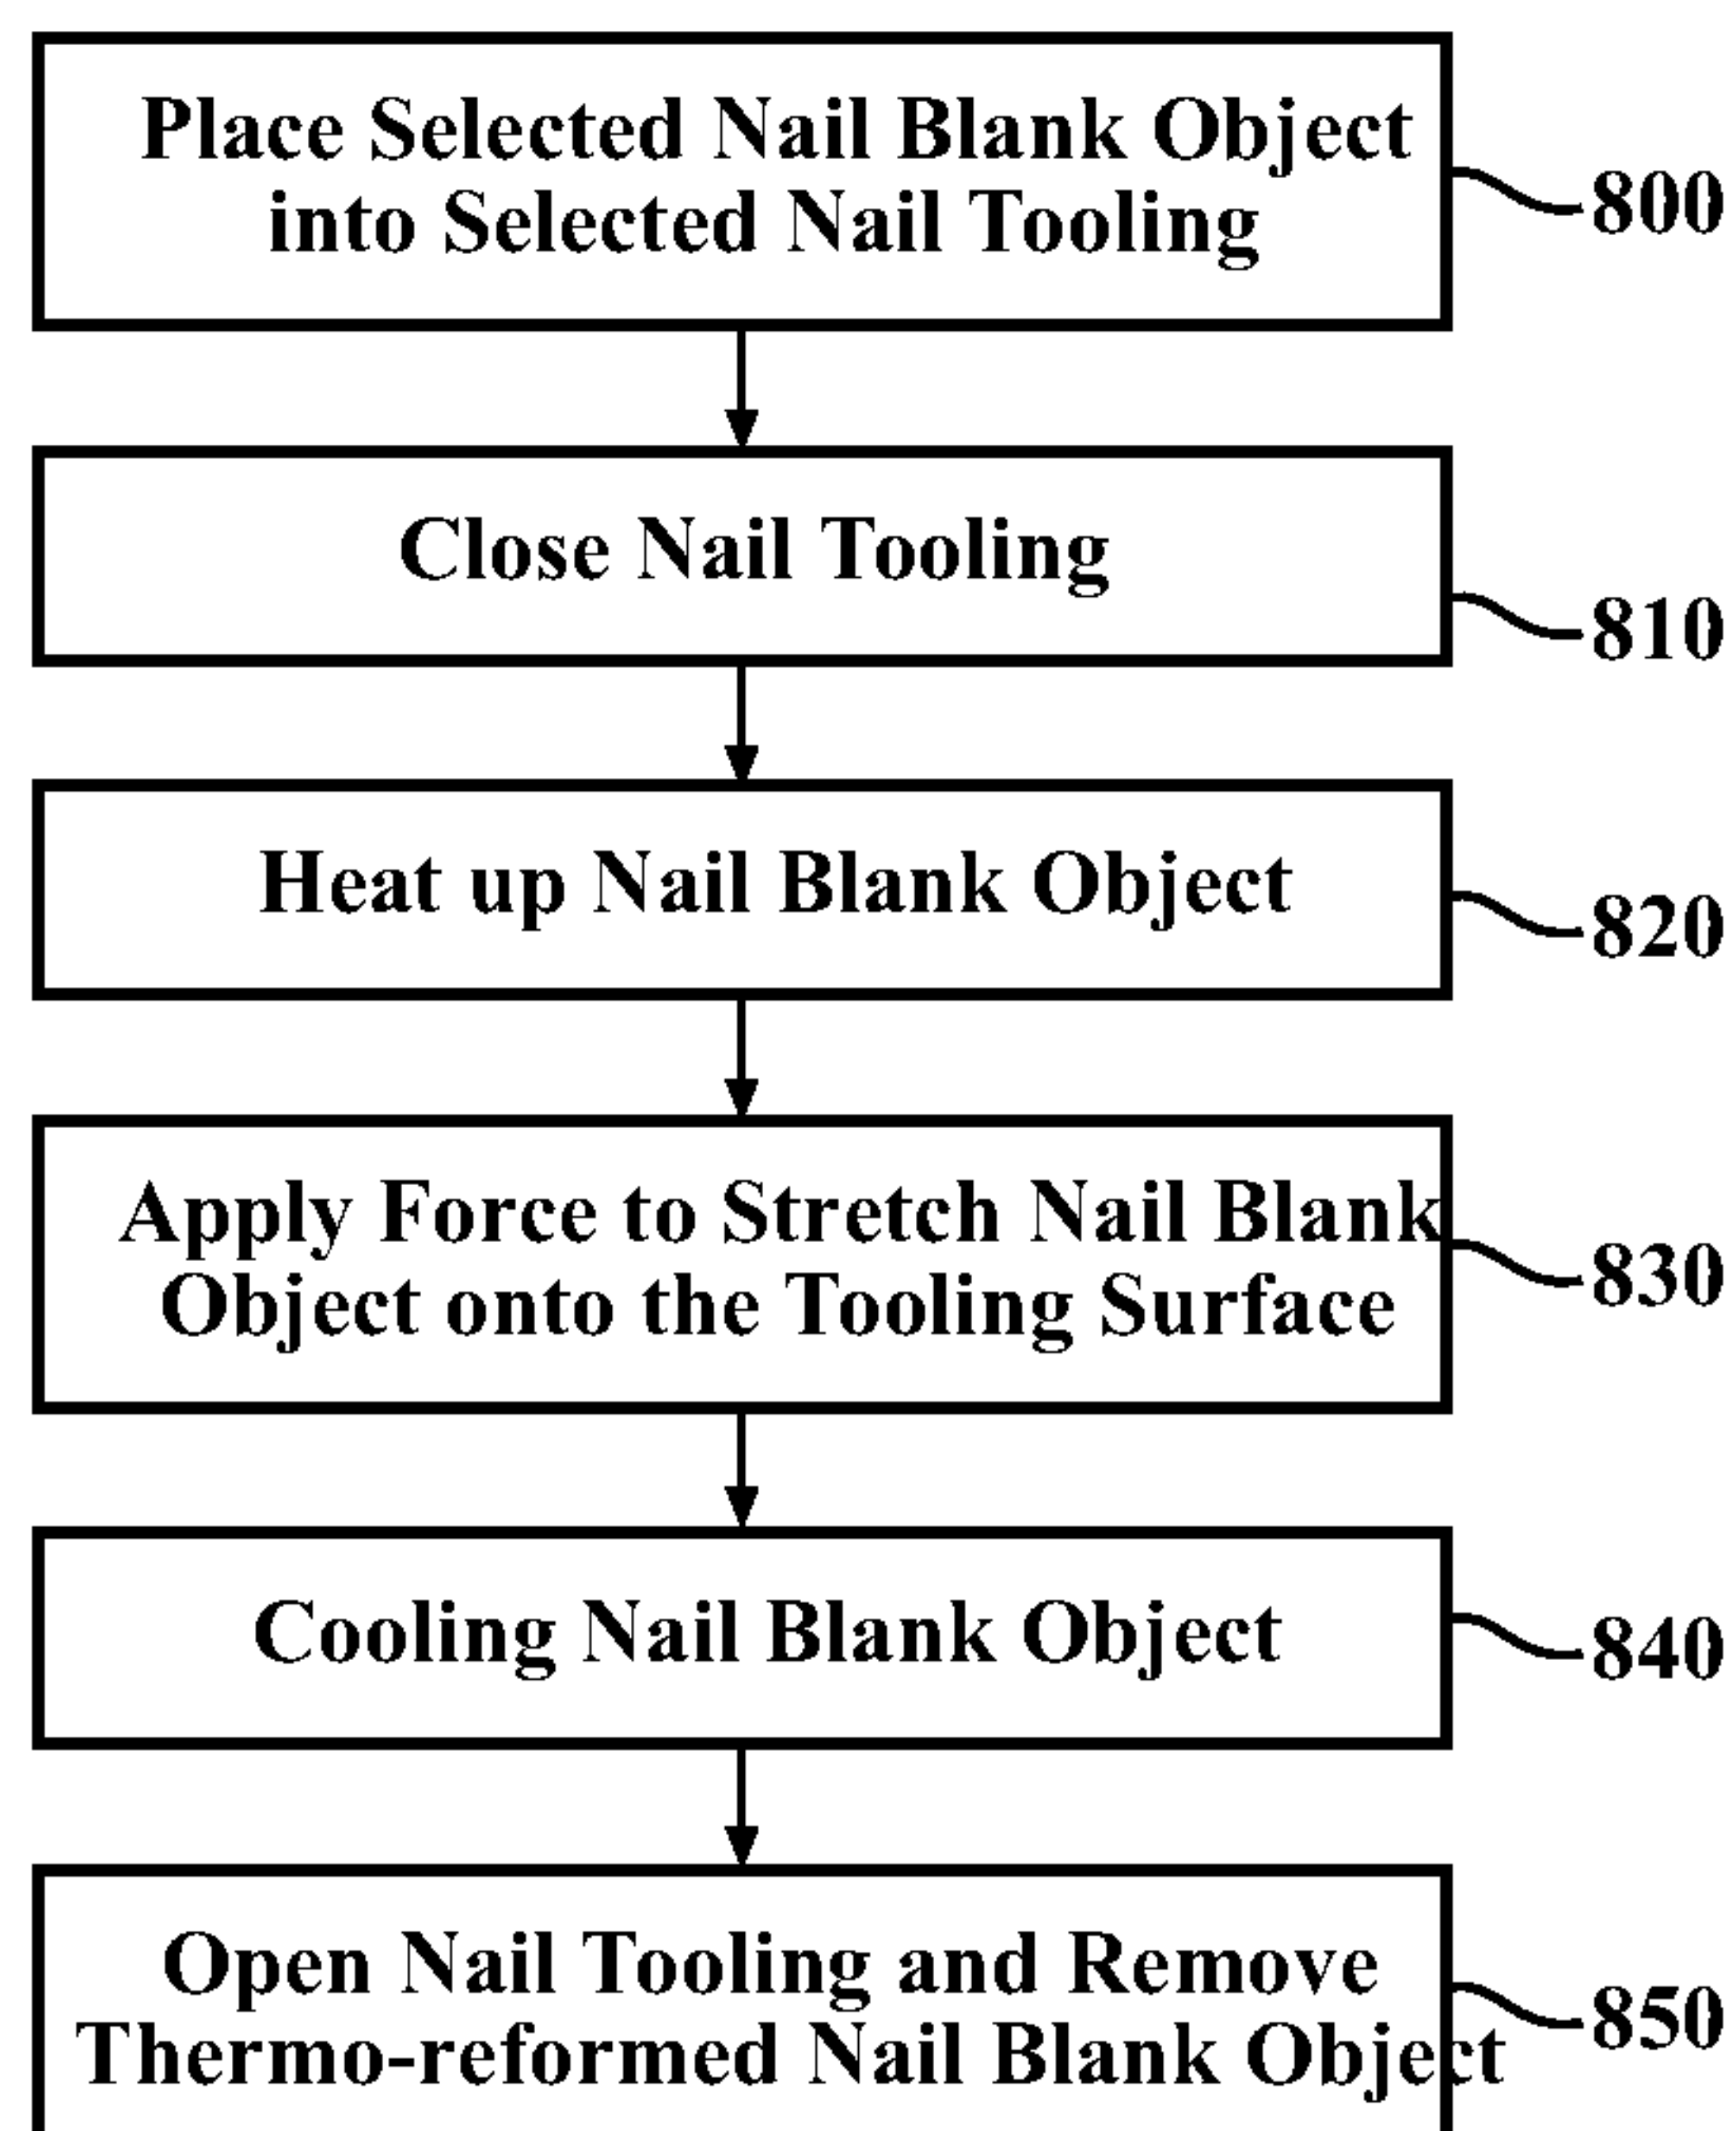 Place Selected Nail Blank Object
into Selected Nail Tooling
800
Close Nail Tooling
810
Heat up Nail Blank Object
820
Apply Force to Stretch Nail Blank
Object onto the Tooling Surface
830
Cooling Nail Blank Object
840
Open Nail Tooling and Remove
Thermo-reformed Nail Blank Object
850